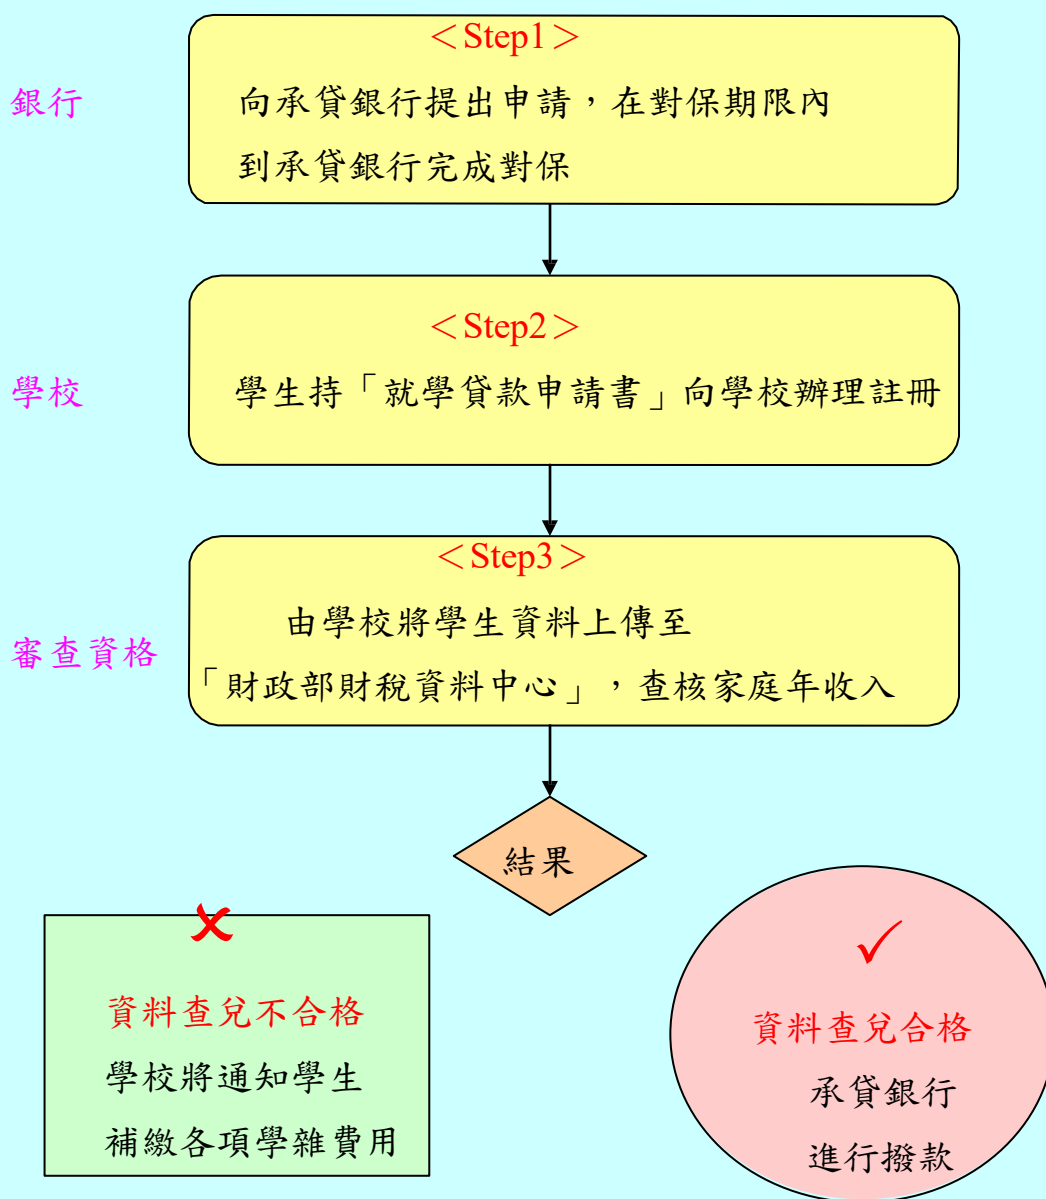 <Step1>
銀行
向承貸銀行提出申請，在對保期限內
到承貸銀行完成對保
<Step2>
學校
學生持「就學貸款申請書」向學校辦理註冊
<Step3>
由學校將學生資料上傳至
審查資格
「財政部財稅資料中心」，查核家庭年收入
結果
✗
資料查兌不合格
學校將通知學生
補繳各項學雜費用
✓
資料查兌合格
承貸銀行
進行撥款